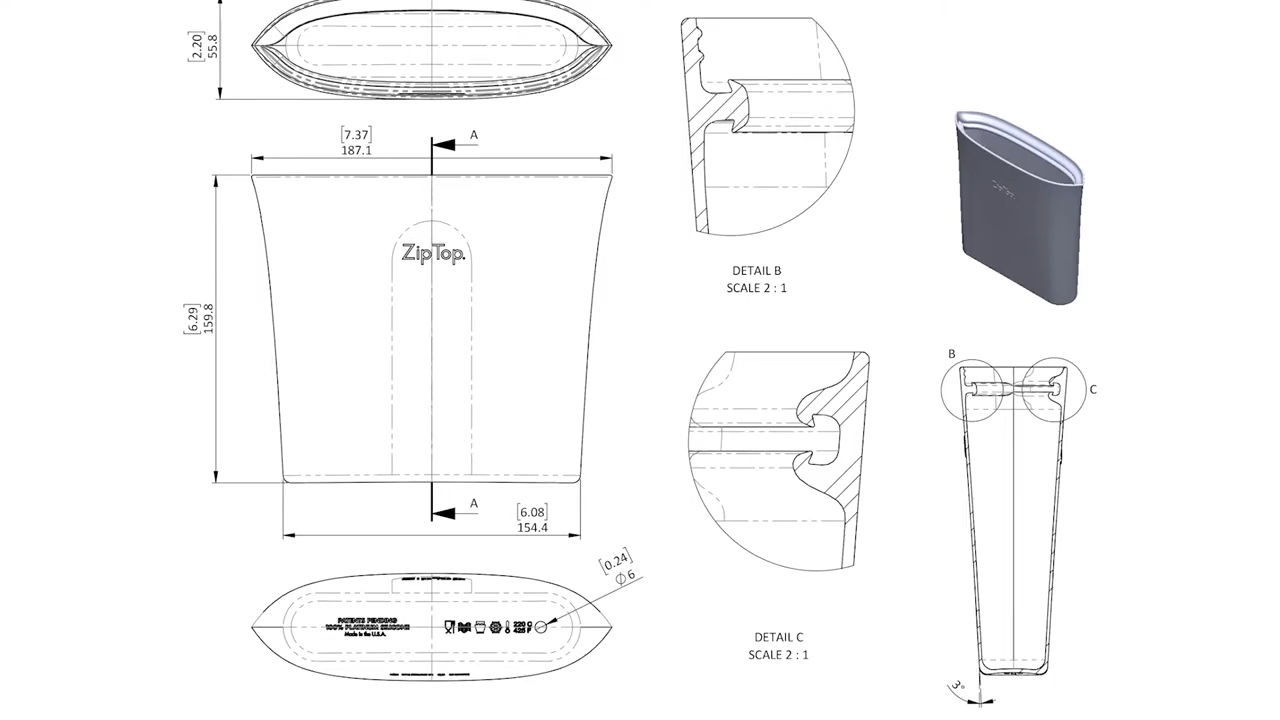 [2.20]
55.8
[7.37]
187.1
A
ZipTop.
[6.29]
159.8
A
[6.08]
154.4
[0.24]
Ø6
PATENTS PENDING
100% PLATINUM SILICONE
Made in the U.S.A.
220 C
425 F
DETAIL B
SCALE 2 : 1
DETAIL C
SCALE 2 : 1
ZipTop.
B
C
3°